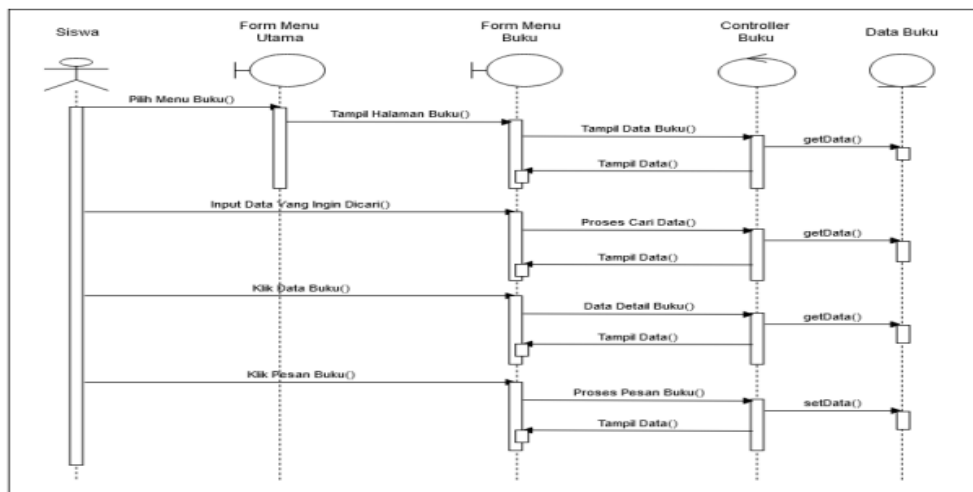 Siswa
Form Menu
Utama
Form Menu
Buku
Controller
Buku
Data Buku
Pilih Menu Buku()
Tampil Halaman Buku()
Tampil Data Buku()
getData()
Tampil Data()
Input Data Yang Ingin Dicari()
Proses Cari Data()
getData()
Tampil Data()
Klik Data Buku()
Data Detail Buku()
getData()
Tampil Data()
Klik Pesan Buku()
Proses Pesan Buku()
setData()
Tampil Data()